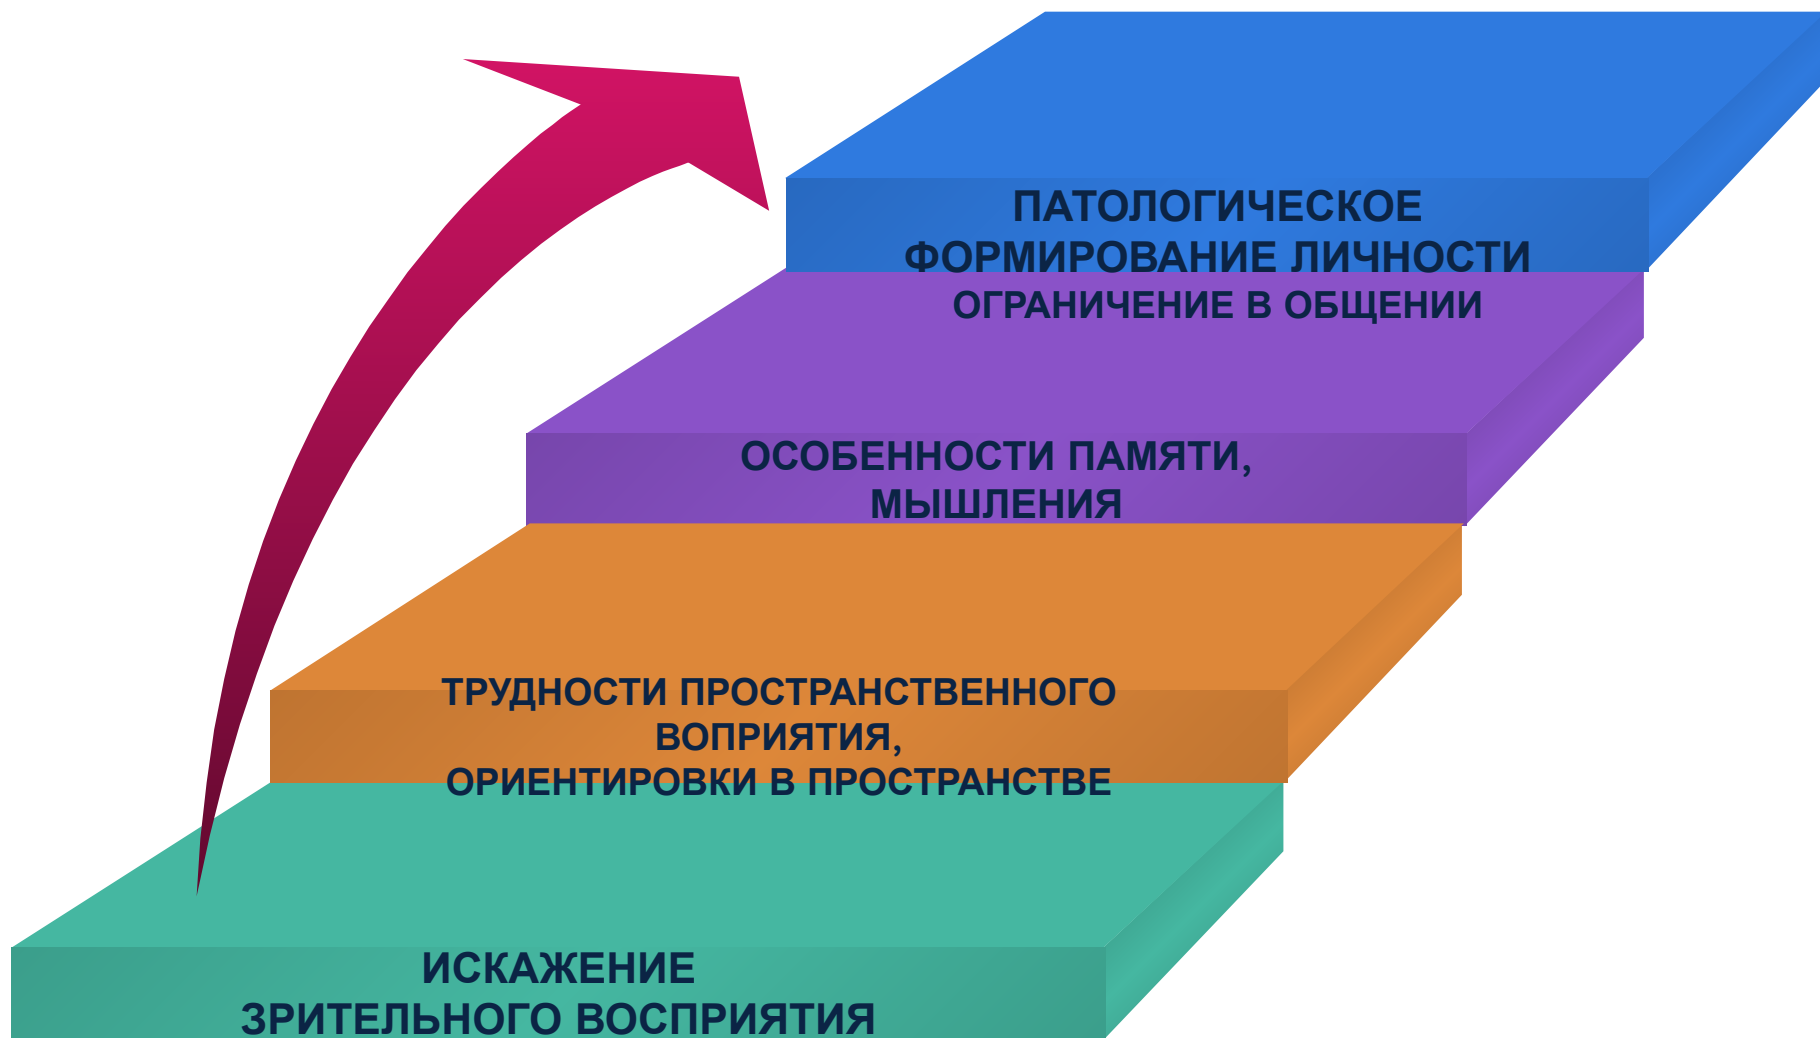 ПАТОЛОГИЧЕСКОЕ
ФОРМИРОВАНИЕ ЛИЧНОСТИ
ОГРАНИЧЕНИЕ В ОБЩЕНИИ
ОСОБЕННОСТИ ПАМЯТИ,
МЫШЛЕНИЯ
ТРУДНОСТИ ПРОСТРАНСТВЕННОГО
ВОПРИЯТИЯ,
ОРИЕНТИРОВКИ В ПРОСТРАНСТВЕ
ИСКАЖЕНИЕ
ЗРИТЕЛЬНОГО ВОСПРИЯТИЯ